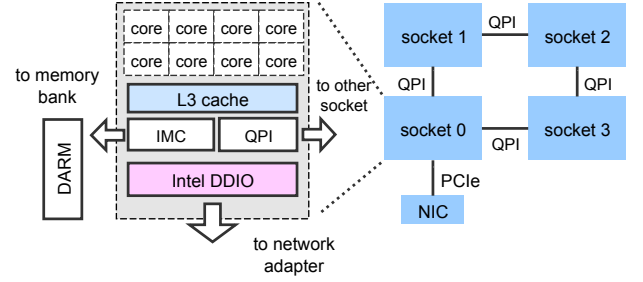 core core core core
core core core core
L3 cache
IMC
QPI
Intel DDIO
to memory
bank
DARM
to other
socket
to network
adapter
socket 1
QPI
socket 2
QPI
QPI
socket 0
QPI
socket 3
PCIe
NIC